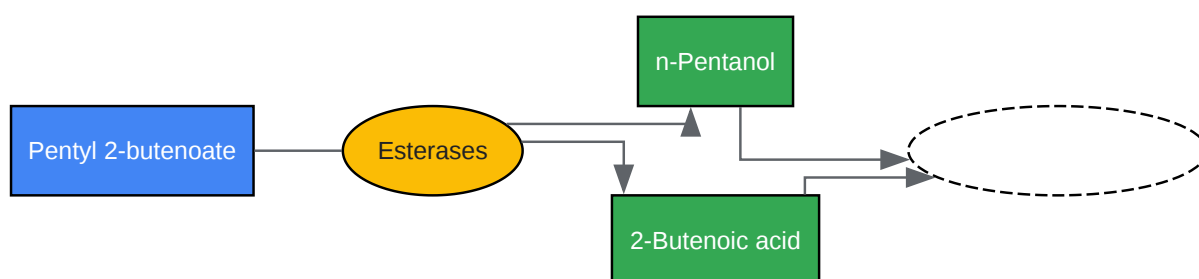 n-Pentanol
Pentyl 2-butenoate
Esterases
2-Butenoic acid